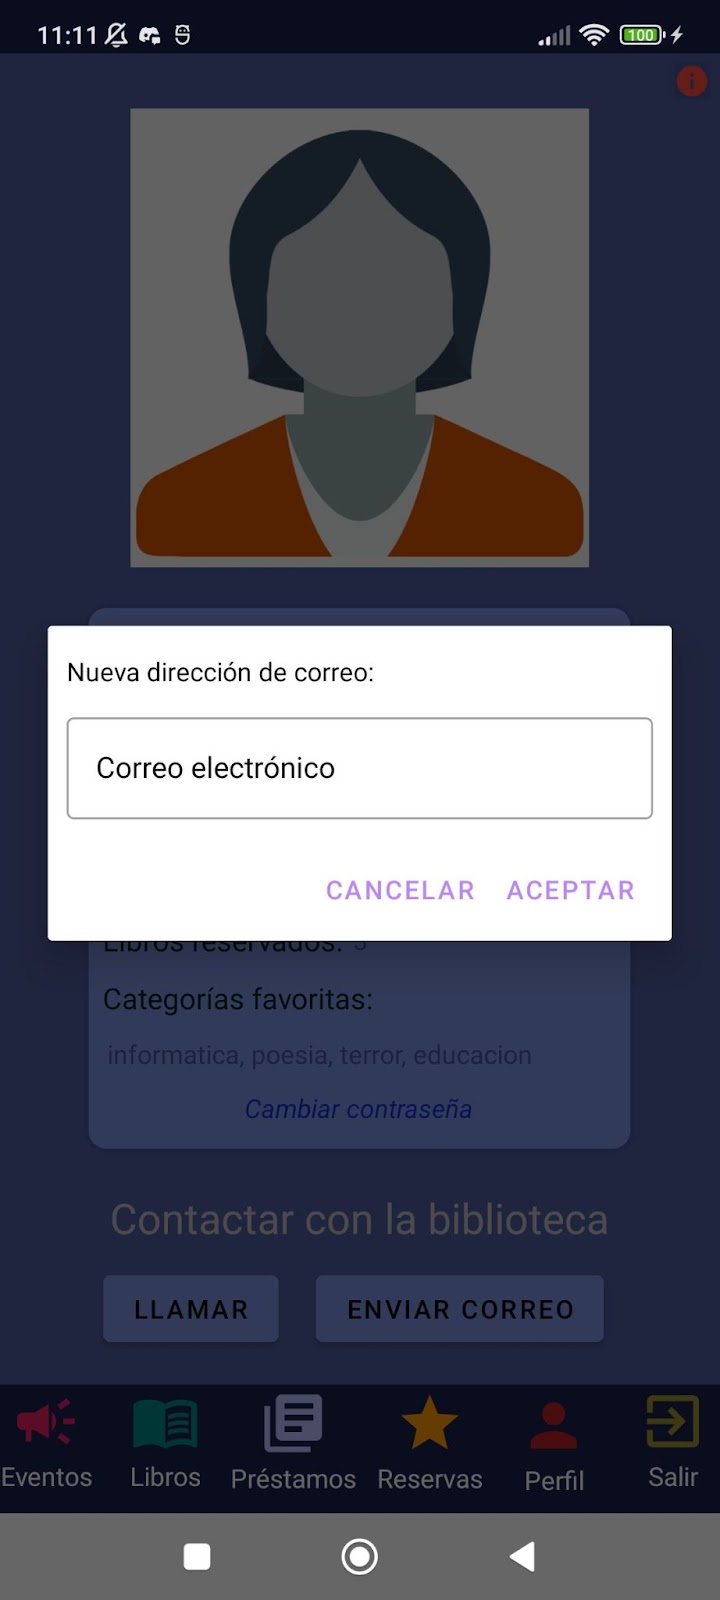 11:11
100
Nueva dirección de correo:
Correo electrónico
CANCELAR ACEPTAR
Libros reservados: 3
Categorías favoritas:
informatica, poesia, terror, educacion
Cambiar contraseña
Contactar con la biblioteca
LLAMAR ENVIAR CORREO
Eventos Libros Préstamos Reservas Perfil Salir